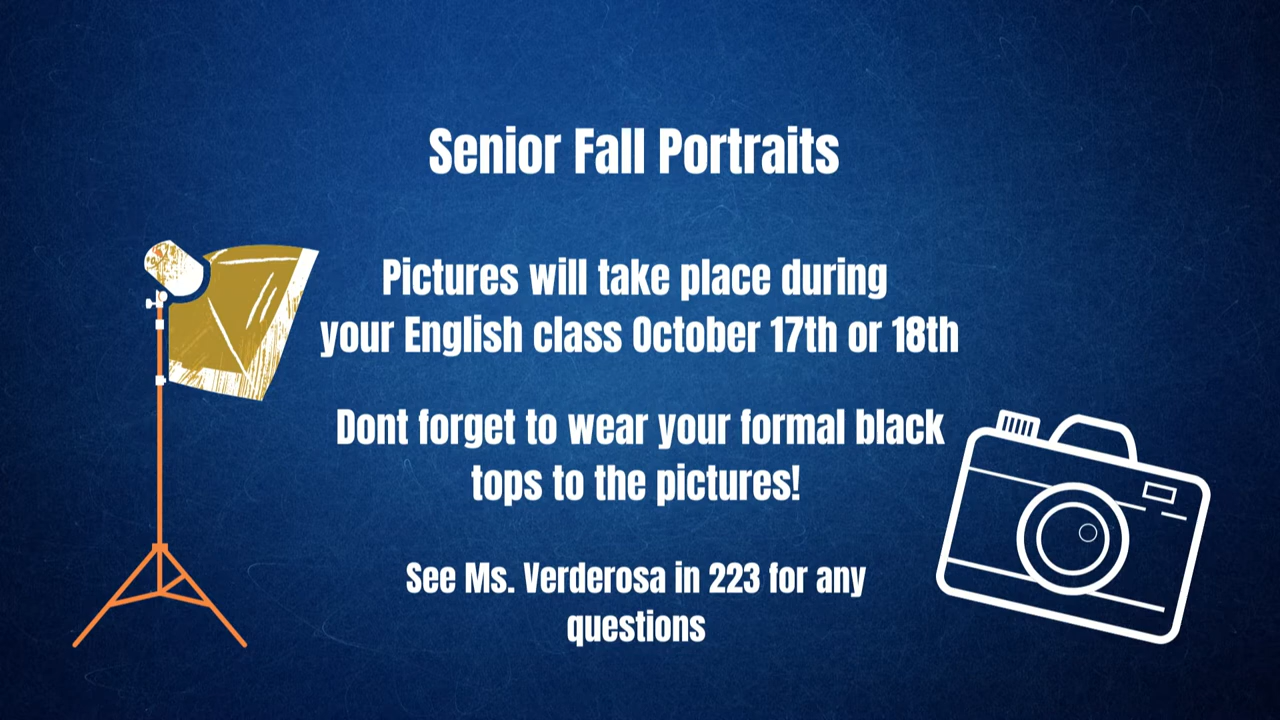 Senior Fall Portraits
Pictures will take place during
your English class October 17th or 18th
Dont forget to wear your formal black
tops to the pictures!
See Ms. Verderosa in 223 for any
questions